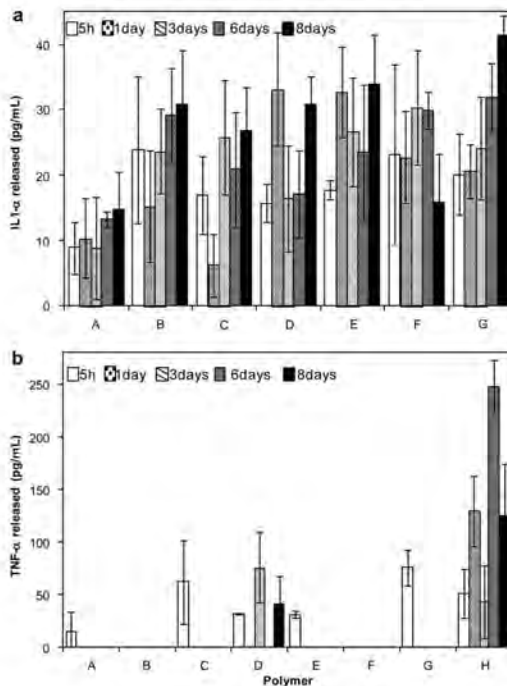 a
5h 1day 3days 6days 8days
40
30
20
10
0
IL1-α released (pg/mL)
A B C D E F G
b
5h 1day 3days 6days 8days
250
200
150
100
50
0
TNF-α released (pg/mL)
A B C D E F G H
Polymer